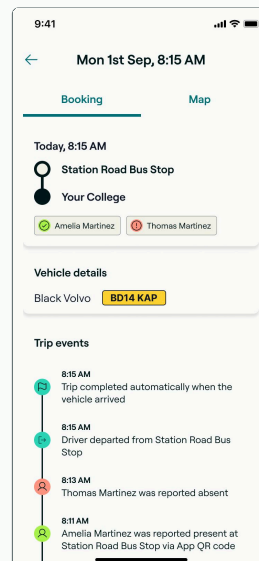 9:41
Mon 1st Sep, 8:15 AM
Booking
Map
Today, 8:15 AM
Station Road Bus Stop
Your College
Amelia Martinez
Thomas Martinez
Vehicle details
Black Volvo
BD14 KAP
Trip events
8:15 AM
Trip completed automatically when the
vehicle arrived
8:15 AM
Driver departed from Station Road Bus
Stop
8:13 AM
Thomas Martinez was reported absent
8:11 AM
Amelia Martinez was reported present at
Station Road Bus Stop via App QR code